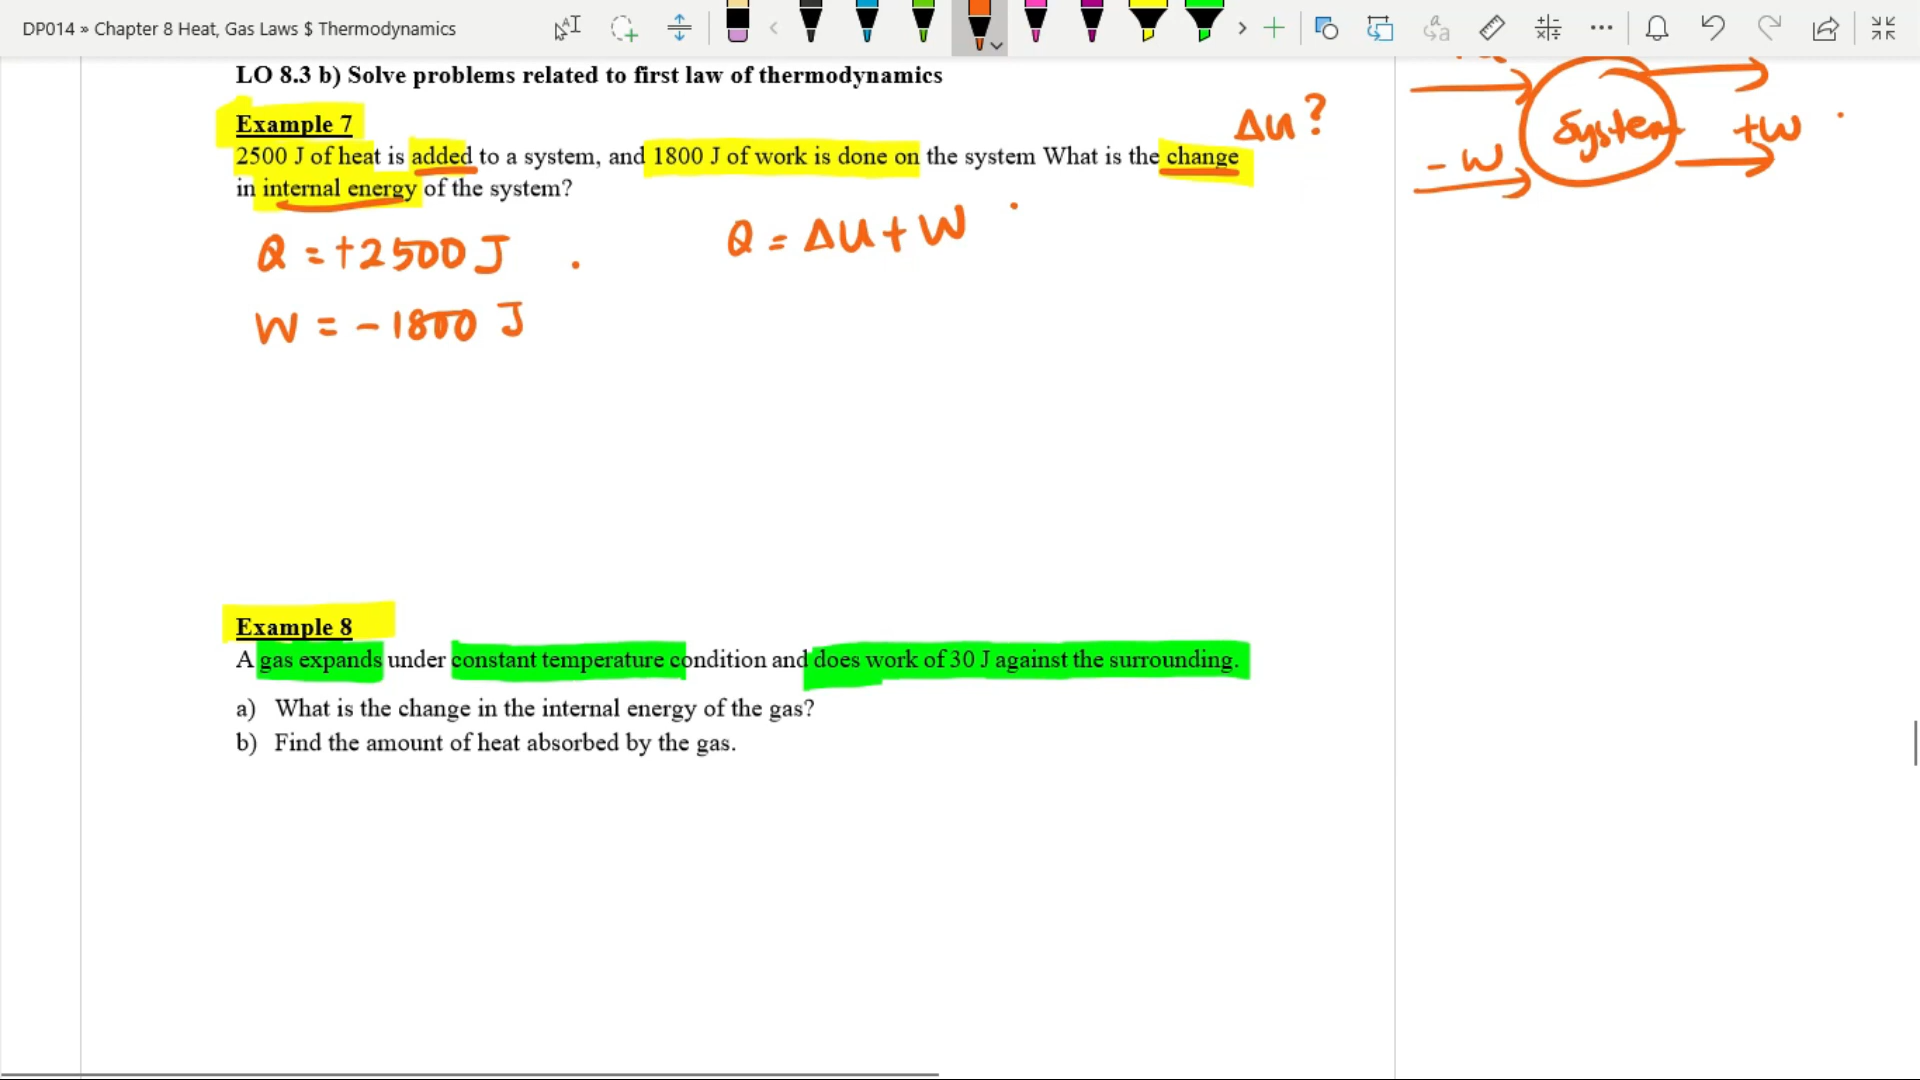 DP014 » Chapter 8 Heat, Gas Laws $ Thermodynamics
LO 8.3 b) Solve problems related to first law of thermodynamics
Example 7
ΔU?
2500 J of heat is added to a system, and 1800 J of work is done on the system What is the change
in internal energy of the system?
Q = +2500 J
Q = ΔU + W
W = -1800 J
System
+W
-W
Example 8
A gas expands under constant temperature condition and does work of 30 J against the surrounding.
a) What is the change in the internal energy of the gas?
b) Find the amount of heat absorbed by the gas.